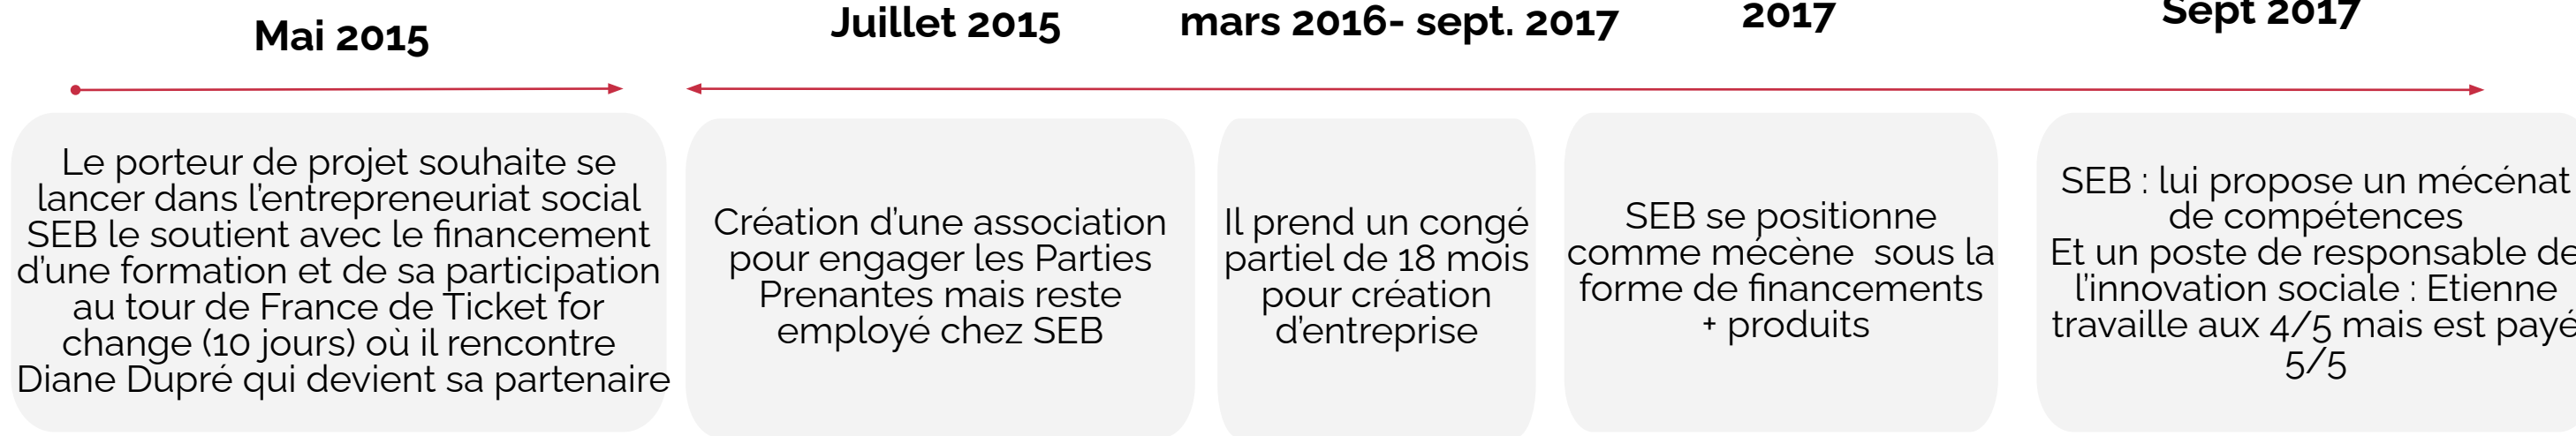 Mai 2015
Juillet 2015
mars 2016- sept. 2017
2017
Sept 2017
Le porteur de projet souhaite se
lancer dans l'entrepreneuriat social
SEB le soutient avec le financement
d'une formation et de sa participation
au tour de France de Ticket for
change (10 jours) où il rencontre
Diane Dupré qui devient sa partenaire
Création d'une association
pour engager les Parties
Prenantes mais reste
employé chez SEB
Il prend un congé
partiel de 18 mois
pour création
d'entreprise
SEB se positionne
comme mécène  sous la
forme de financements
+ produits
SEB : lui propose un mécénat
de compétences
Et un poste de responsable de
l'innovation sociale : Etienne
travaille aux 4/5 mais est payé
5/5